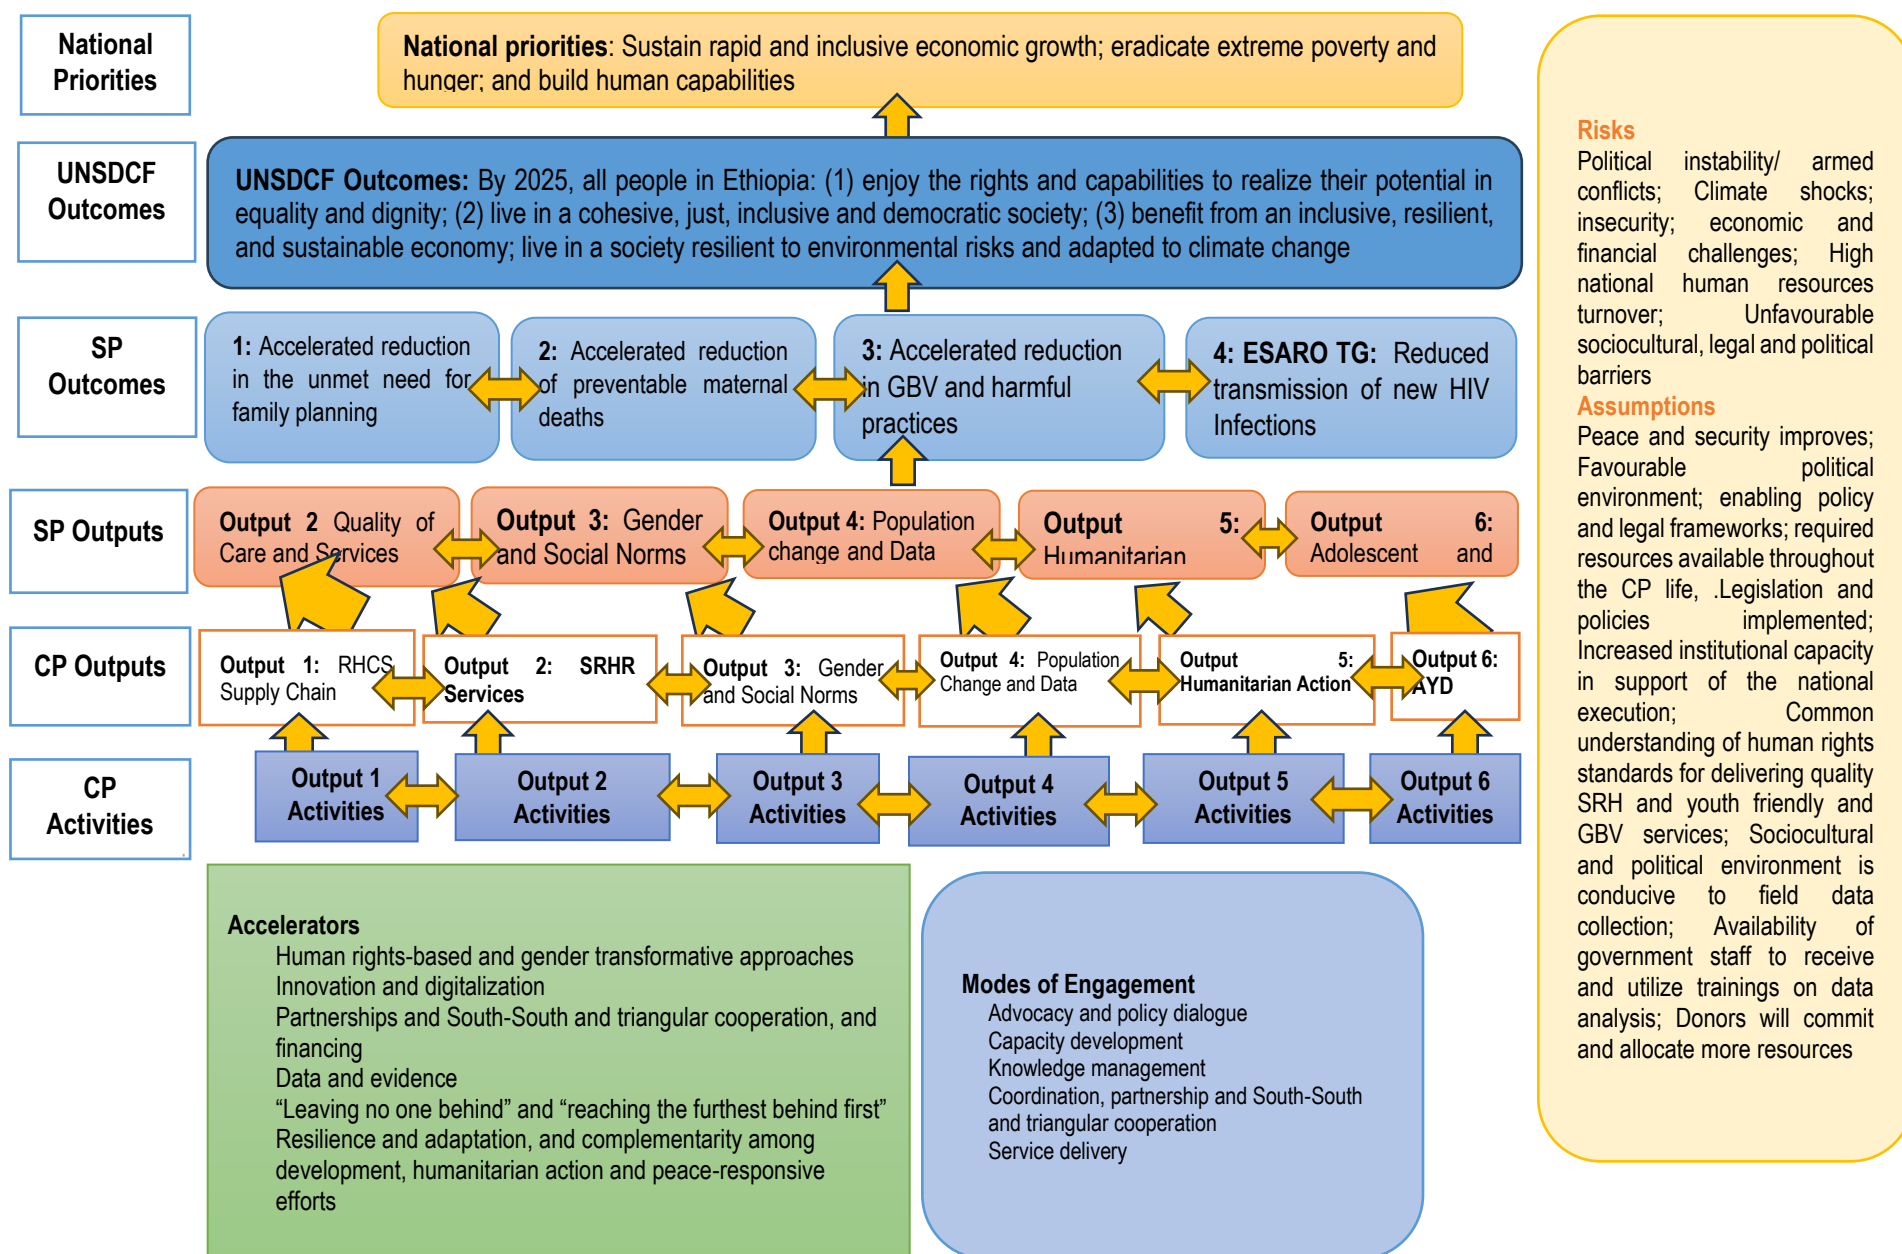 National
Priorities
National priorities: Sustain rapid and inclusive economic growth; eradicate extreme poverty and
hunger; and build human capabilities
UNSDCF
Outcomes
UNSDCF Outcomes: By 2025, all people in Ethiopia: (1) enjoy the rights and capabilities to realize their potential in
equality and dignity; (2) live in a cohesive, just, inclusive and democratic society; (3) benefit from an inclusive, resilient,
and sustainable economy; live in a society resilient to environmental risks and adapted to climate change
SP
Outcomes
1: Accelerated reduction
in the unmet need for
family planning
2: Accelerated reduction
of preventable maternal
deaths
3: Accelerated reduction
in GBV and harmful
practices
4: ESARO TG: Reduced
transmission of new HIV
Infections
SP Outputs
Output 2 Quality of
Care and Services
Output 3: Gender
and Social Norms
Output 4: Population
change and Data
Output 5:
Humanitarian
Output 6:
Adolescent and
CP Outputs
Output 1: RHCS
Supply Chain
Output 2: SRHR
Services
Output 3: Gender
and Social Norms
Output 4: Population
Change and Data
Output 5:
Humanitarian Action
Output 6:
AYD
CP
Activities
Output 1
Activities
Output 2
Activities
Output 3
Activities
Output 4
Activities
Output 5
Activities
Output 6
Activities
Accelerators
Human rights-based and gender transformative approaches
Innovation and digitalization
Partnerships and South-South and triangular cooperation, and
financing
Data and evidence
“Leaving no one behind” and “reaching the furthest behind first”
Resilience and adaptation, and complementarity among
development, humanitarian action and peace-responsive
efforts
Modes of Engagement
Advocacy and policy dialogue
Capacity development
Knowledge management
Coordination, partnership and South-South
and triangular cooperation
Service delivery
Risks
Political instability/ armed
conflicts; Climate shocks;
insecurity; economic and
financial challenges; High
national human resources
turnover; Unfavourable
sociocultural, legal and political
barriers
Assumptions
Peace and security improves;
Favourable political
environment; enabling policy
and legal frameworks; required
resources available throughout
the CP life, .Legislation and
policies implemented;
Increased institutional capacity
in support of the national
execution; Common
understanding of human rights
standards for delivering quality
SRH and youth friendly and
GBV services; Sociocultural
and political environment is
conducive to field data
collection; Availability of
government staff to receive
and utilize trainings on data
analysis; Donors will commit
and allocate more resources